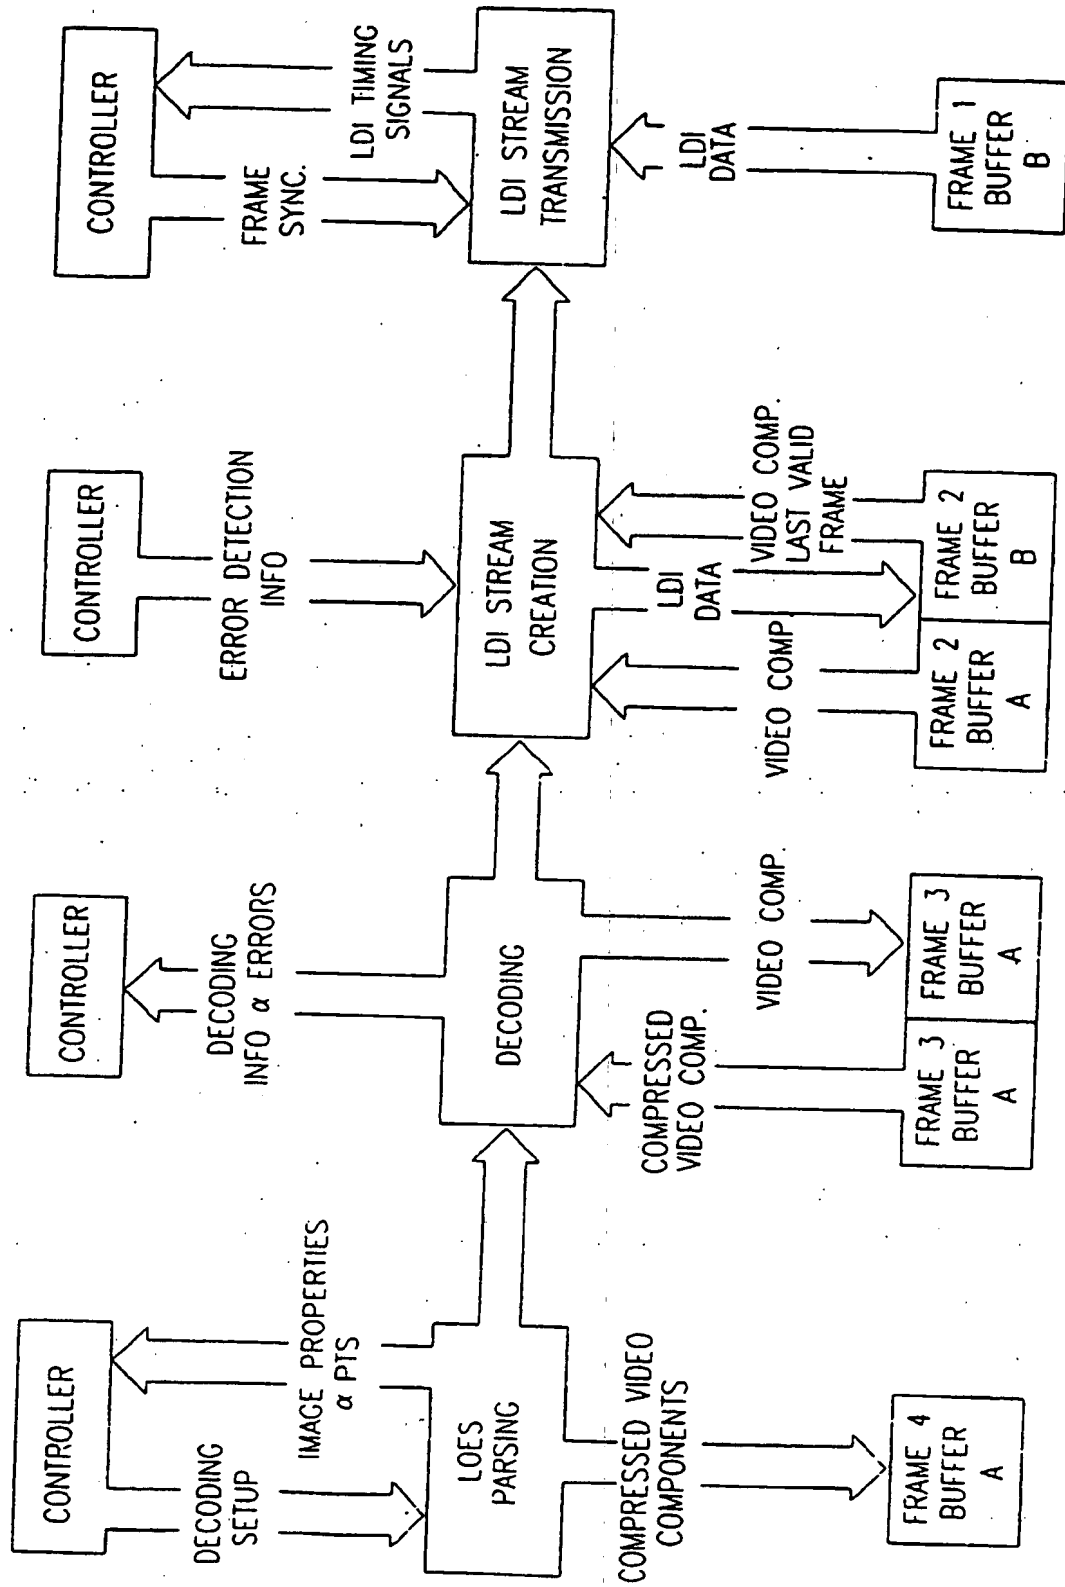 CONTROLLER
DECODING
SETUP
IMAGE PROPERTIES
α PTS
LOES
PARSING
COMPRESSED VIDEO
COMPONENTS
FRAME 4
BUFFER
A
CONTROLLER
DECODING
INFO α ERRORS
DECODING
COMPRESSED
VIDEO COMP.
VIDEO COMP.
FRAME 3
BUFFER
A
FRAME 3
BUFFER
A
CONTROLLER
ERROR DETECTION
INFO
LDI STREAM
CREATION
VIDEO COMP.
LDI
DATA
VIDEO COMP.
LAST VALID
FRAME
FRAME 2
BUFFER
A
FRAME 2
BUFFER
B
CONTROLLER
FRAME
SYNC.
LDI TIMING
SIGNALS
LDI STREAM
TRANSMISSION
LDI
DATA
FRAME 1
BUFFER
B